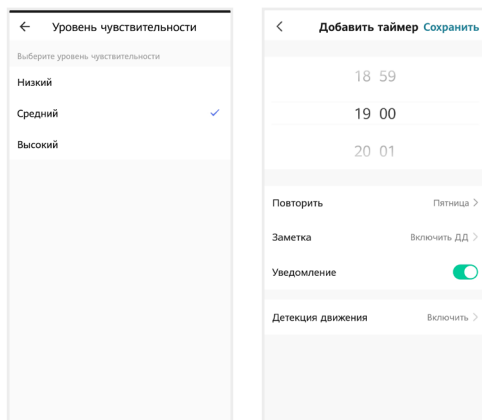 Уровень чувствительности
Выберите уровень чувствительности
Низкий
Средний
Высокий
Добавить таймер Сохранить
18 59
19 00
20 01
Повторить Пятница
Заметка Включить ДД
Уведомление
Детекция движения Включить